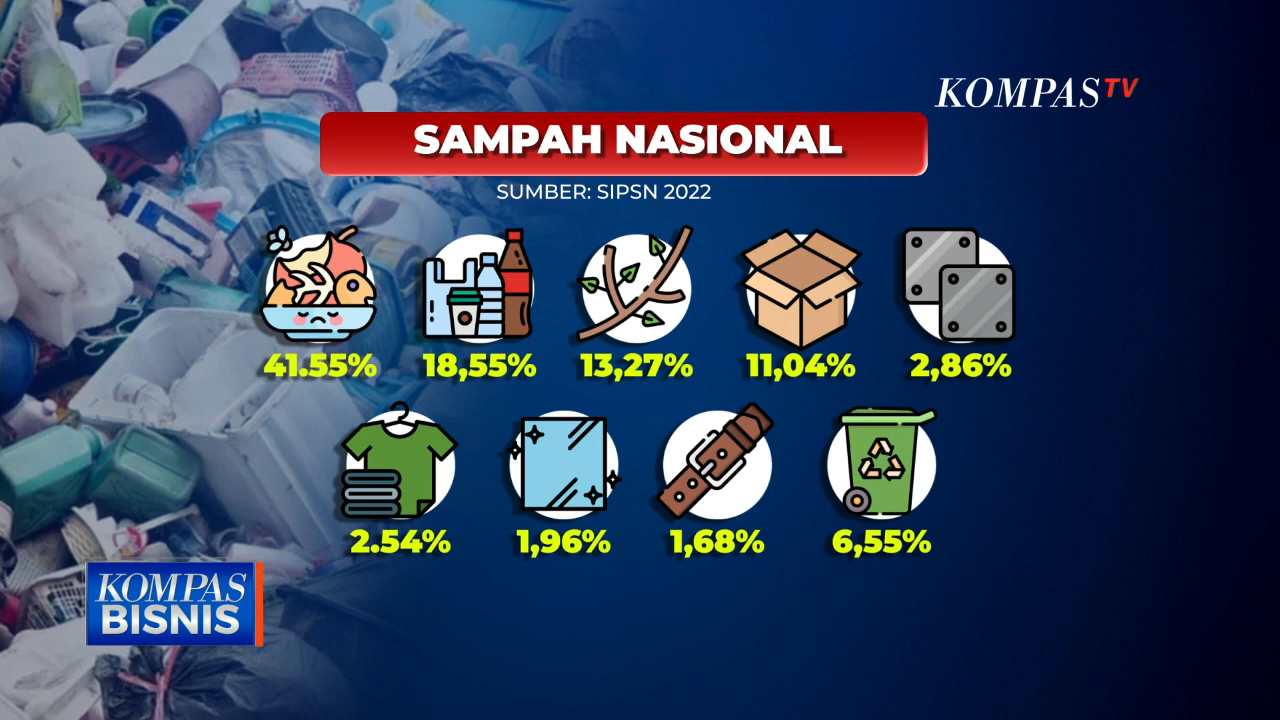 KOMPAS TV
SAMPAH NASIONAL
SUMBER: SIPSN 2022
41.55%
18,55%
13,27%
11,04%
2,86%
2.54%
1,96%
1,68%
6,55%
KOMPAS
BISNIS